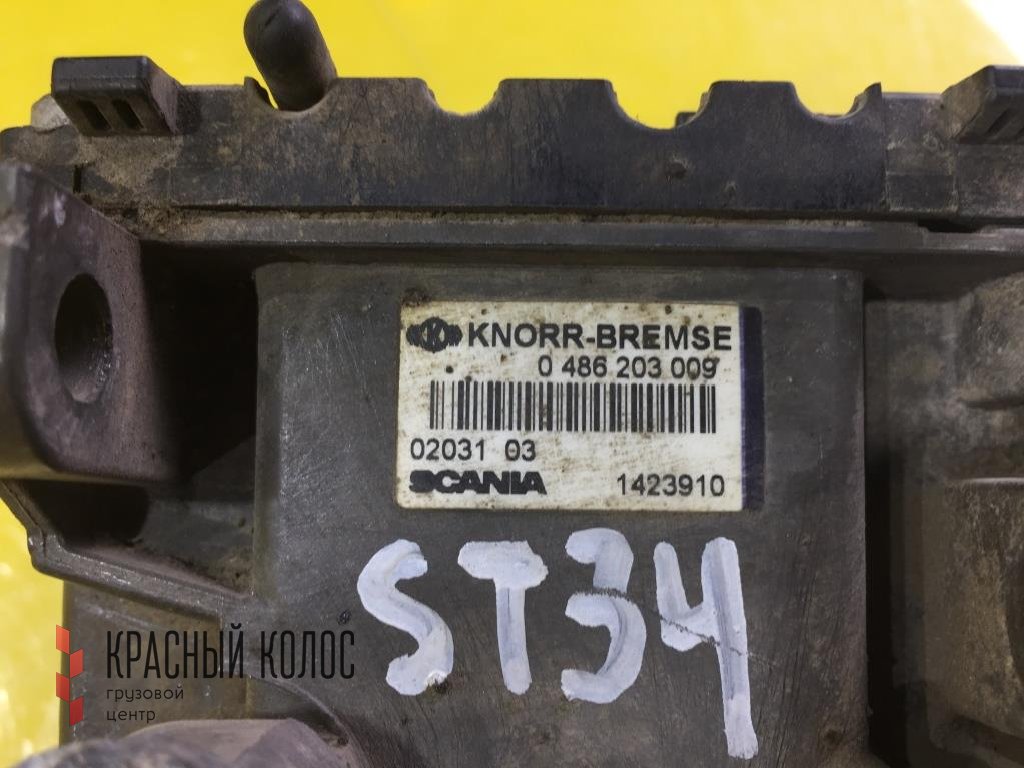 KNORR-BREMSE
0 486 203 009
02031 03
SCANIA 1423910
ST34
КРАСНЫЙ КОЛОС
грузовой
центр